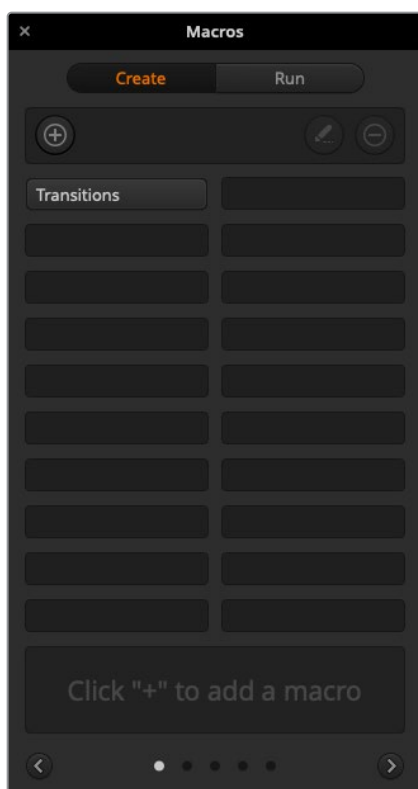 Macros
Create
Run
Transitions
Click "+" to add a macro